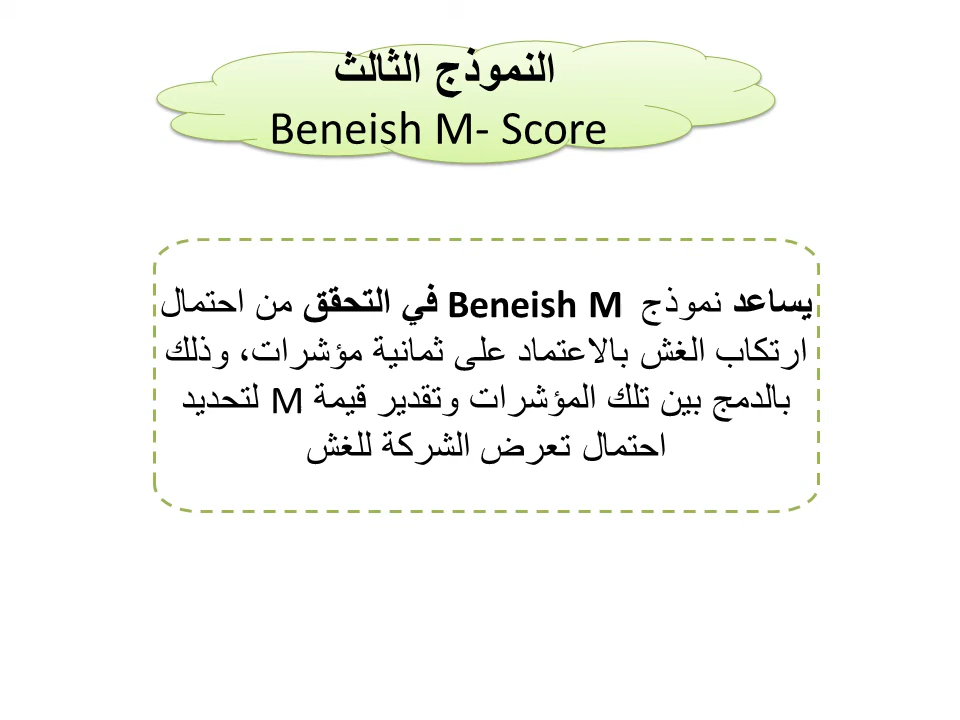 النموذج الثالث
Beneish M- Score
يساعد نموذج Beneish M في التحقق من احتمال
ارتكاب الغش بالاعتماد على ثمانية مؤشرات، وذلك
بالدمج بين تلك المؤشرات وتقدير قيمة M لتحديد
احتمال تعرض الشركة للغش